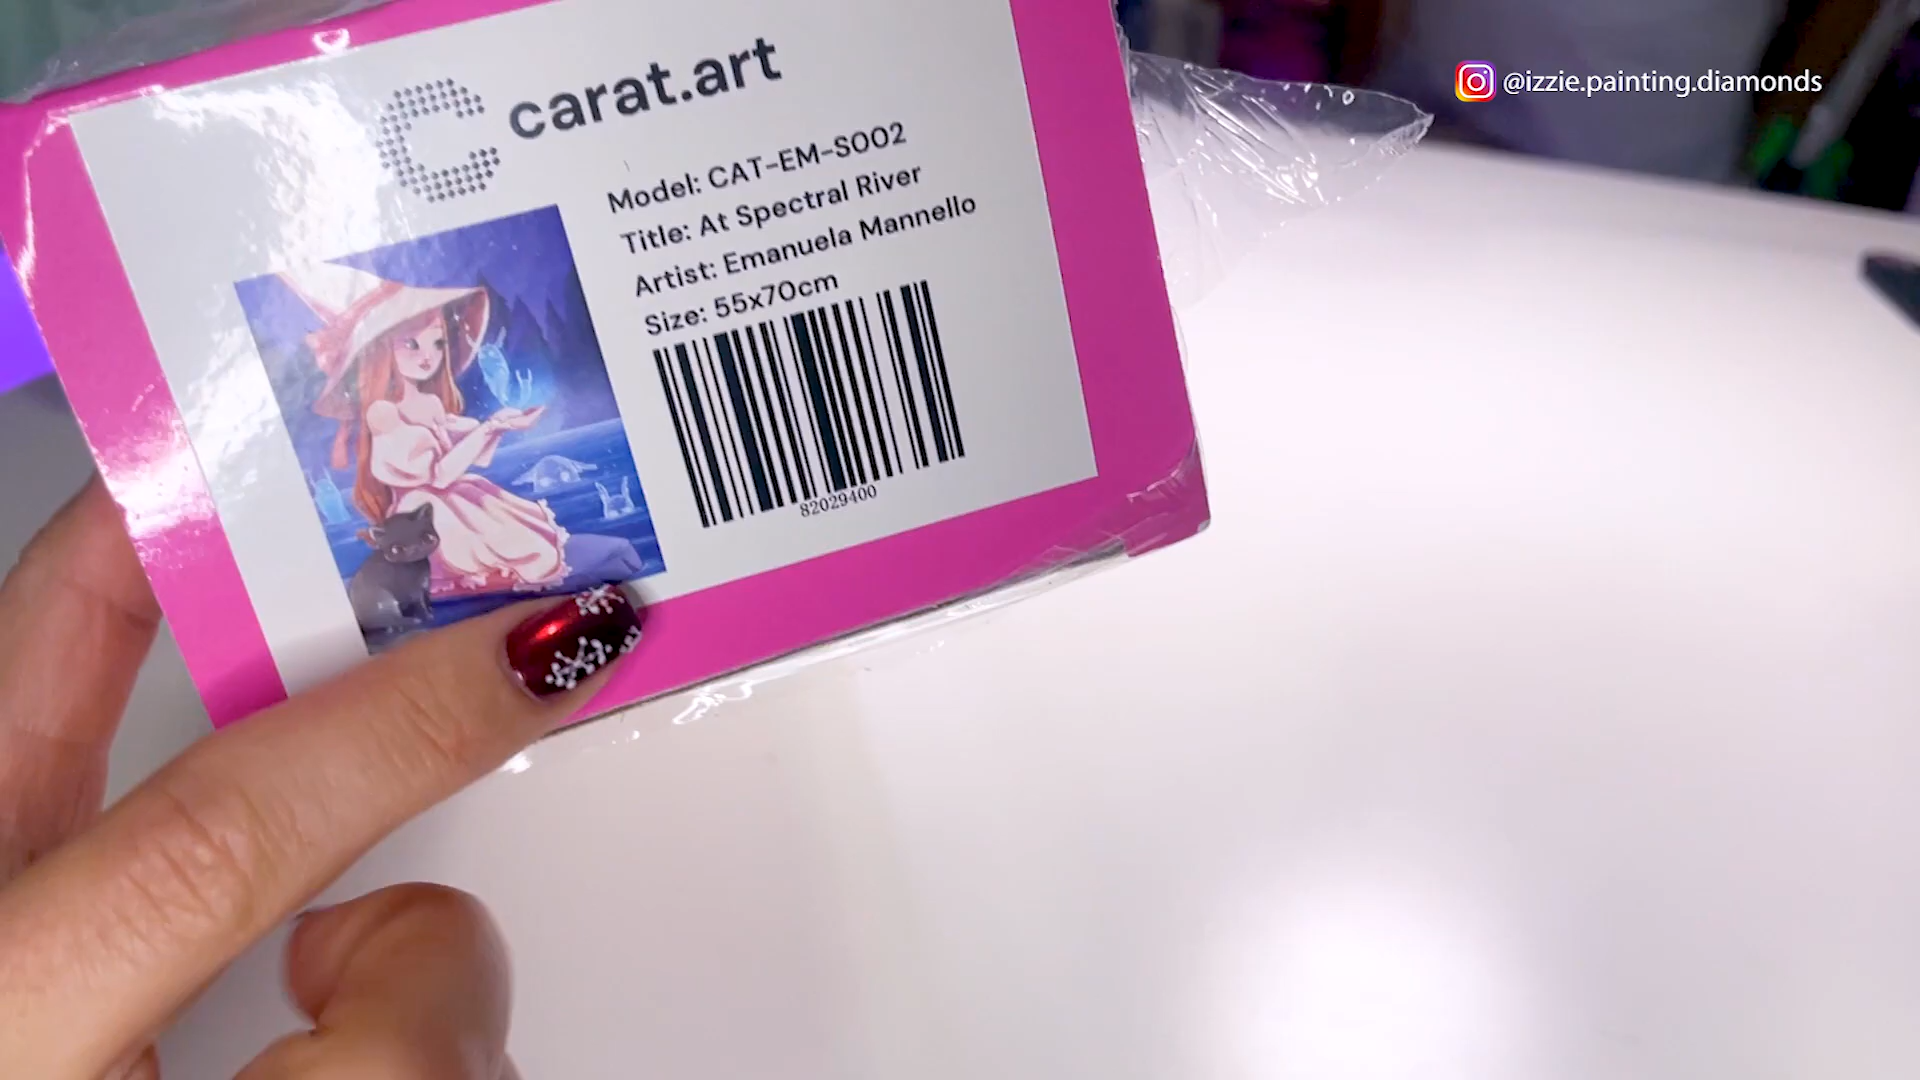 carat.art
Model: CAT-EM-S002
Title: At Spectral River
Artist: Emanuela Mannello
Size: 55x70cm
82029400
@izzie.painting.diamonds